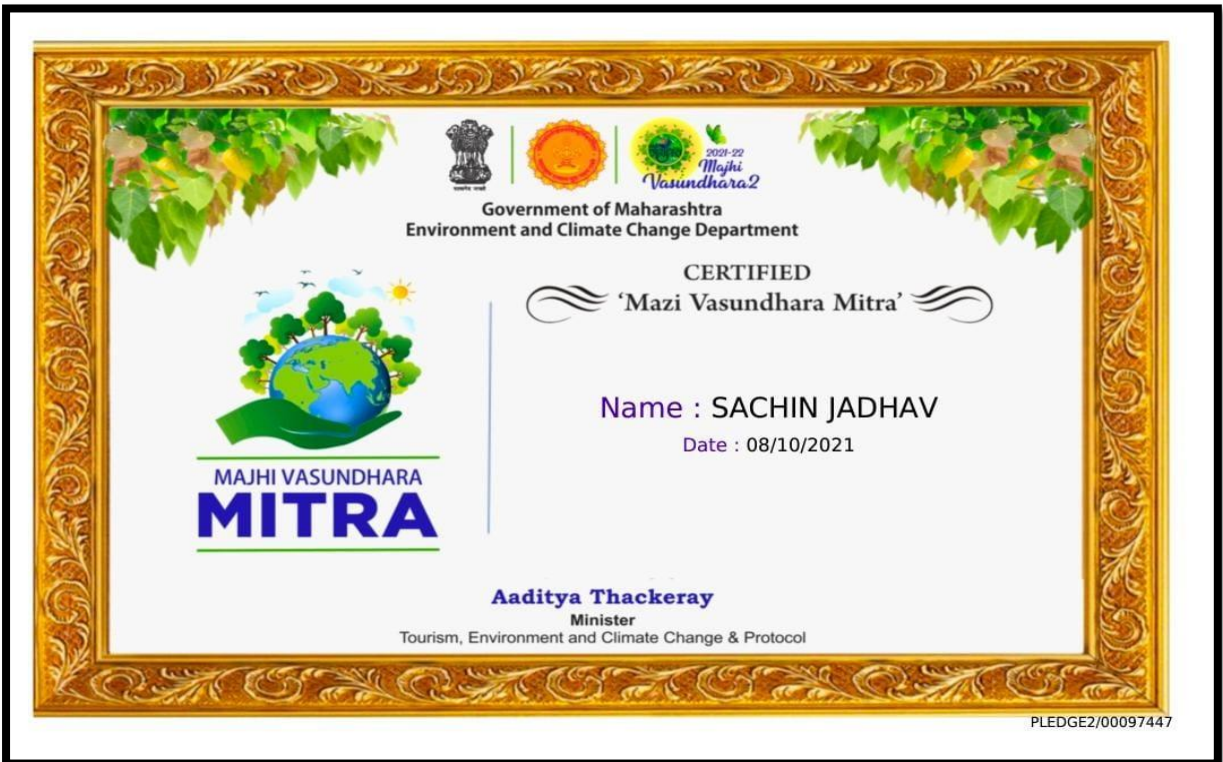 2021-22
Majhi
Vasundhara2
Government of Maharashtra
Environment and Climate Change Department
CERTIFIED
‘Mazi Vasundhara Mitra’
Name : SACHIN JADHAV
Date : 08/10/2021
MAJHI VASUNDHARA
MITRA
Aaditya Thackeray
Minister
Tourism, Environment and Climate Change & Protocol
PLEDGE2/00097447